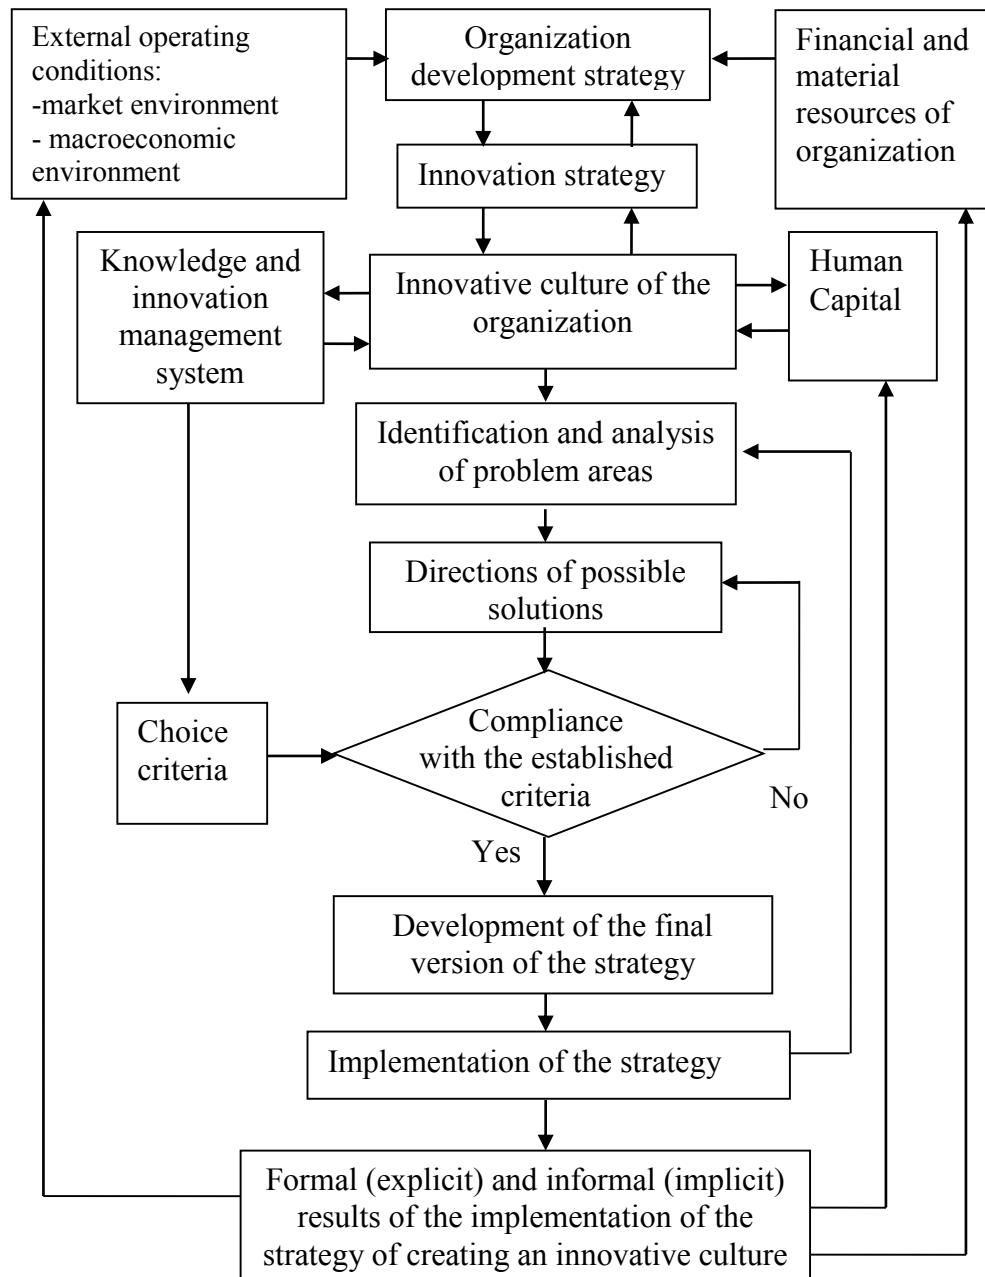 External operating
conditions:
-market environment
- macroeconomic
environment
Organization
development strategy
Financial and
material
resources of
organization
Innovation strategy
Knowledge and
innovation
management
system
Innovative culture of the
organization
Human
Capital
Identification and analysis
of problem areas
Directions of possible
solutions
Choice
criteria
Compliance
with the established
criteria
No
Yes
Development of the final
version of the strategy
Implementation of the strategy
Formal (explicit) and informal (implicit)
results of the implementation of the
strategy of creating an innovative culture